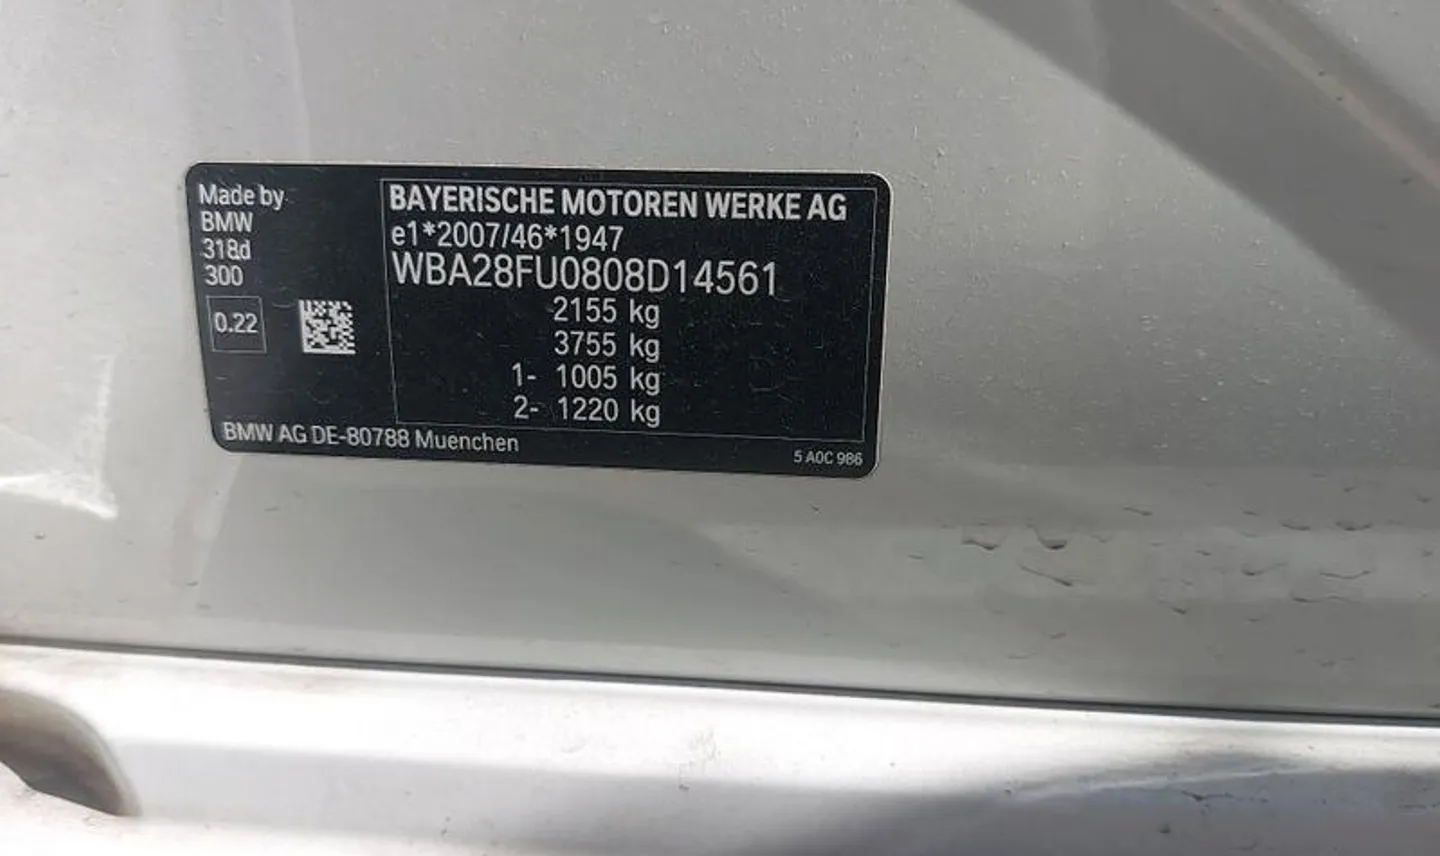 Made by
BMW
318d
300
0.22
BAYERISCHE MOTOREN WERKE AG
e1*2007/46*1947
WBA28FU0808D14561
2155 kg
3755 kg
1- 1005 kg
2- 1220 kg
BMW AG DE-80788 Muenchen
5 A0C 986